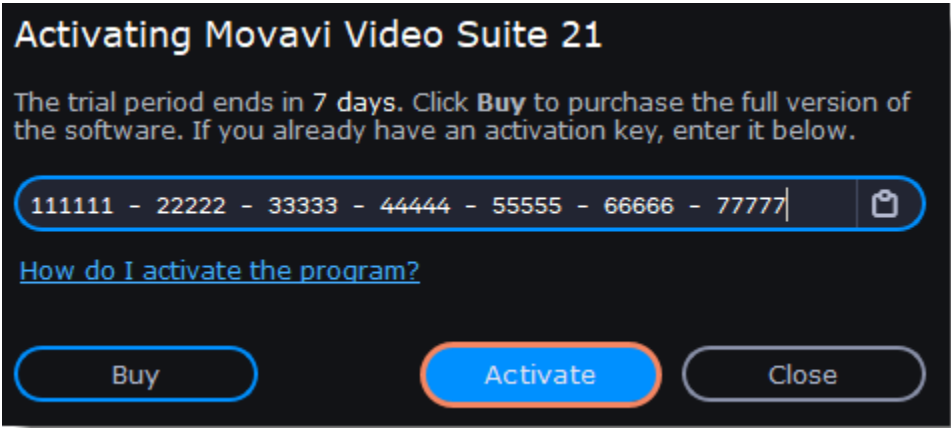 Activating Movavi Video Suite 21
The trial period ends in 7 days. Click Buy to purchase the full version of
the software. If you already have an activation key, enter it below.
111111 - 22222 - 33333 - 44444 - 55555 - 66666 - 77777
How do I activate the program?
Buy Activate Close